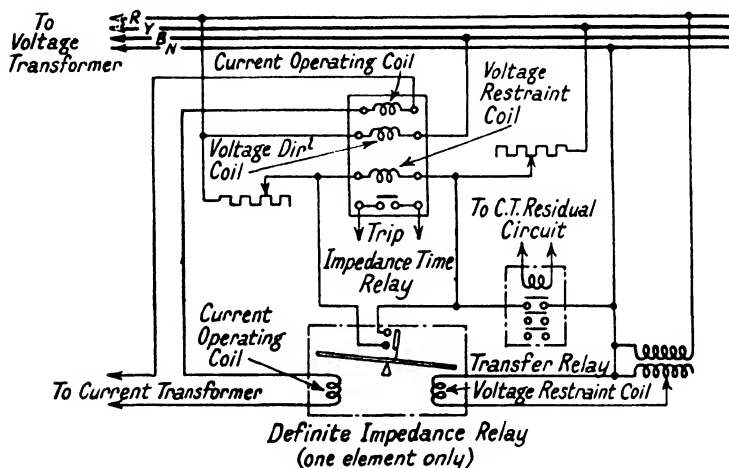 To
Voltage
Transformer
R
Y
B
N
Current Operating Coil
Voltage
Restraint
Coil
Voltage Dirˡ
Coil
To C.T. Residual
Circuit
Trip
Impedance Time
Relay
Current
Operating
Coil
Transfer Relay
To Current Transformer
Voltage Restraint Coil
Definite Impedance Relay
(one element only)